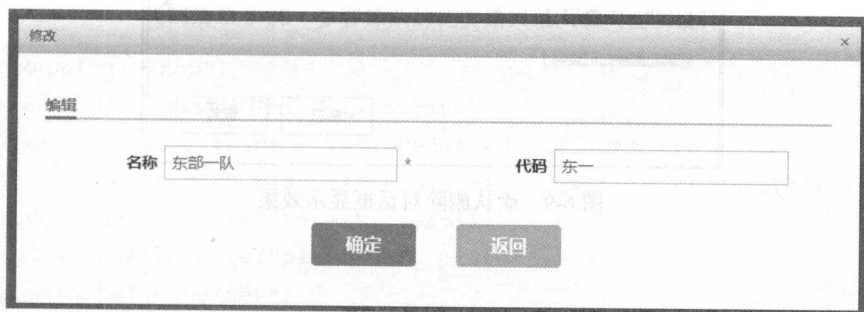 修改 ×
编辑
名称 东部一队 * 代码 东一
确定 返回